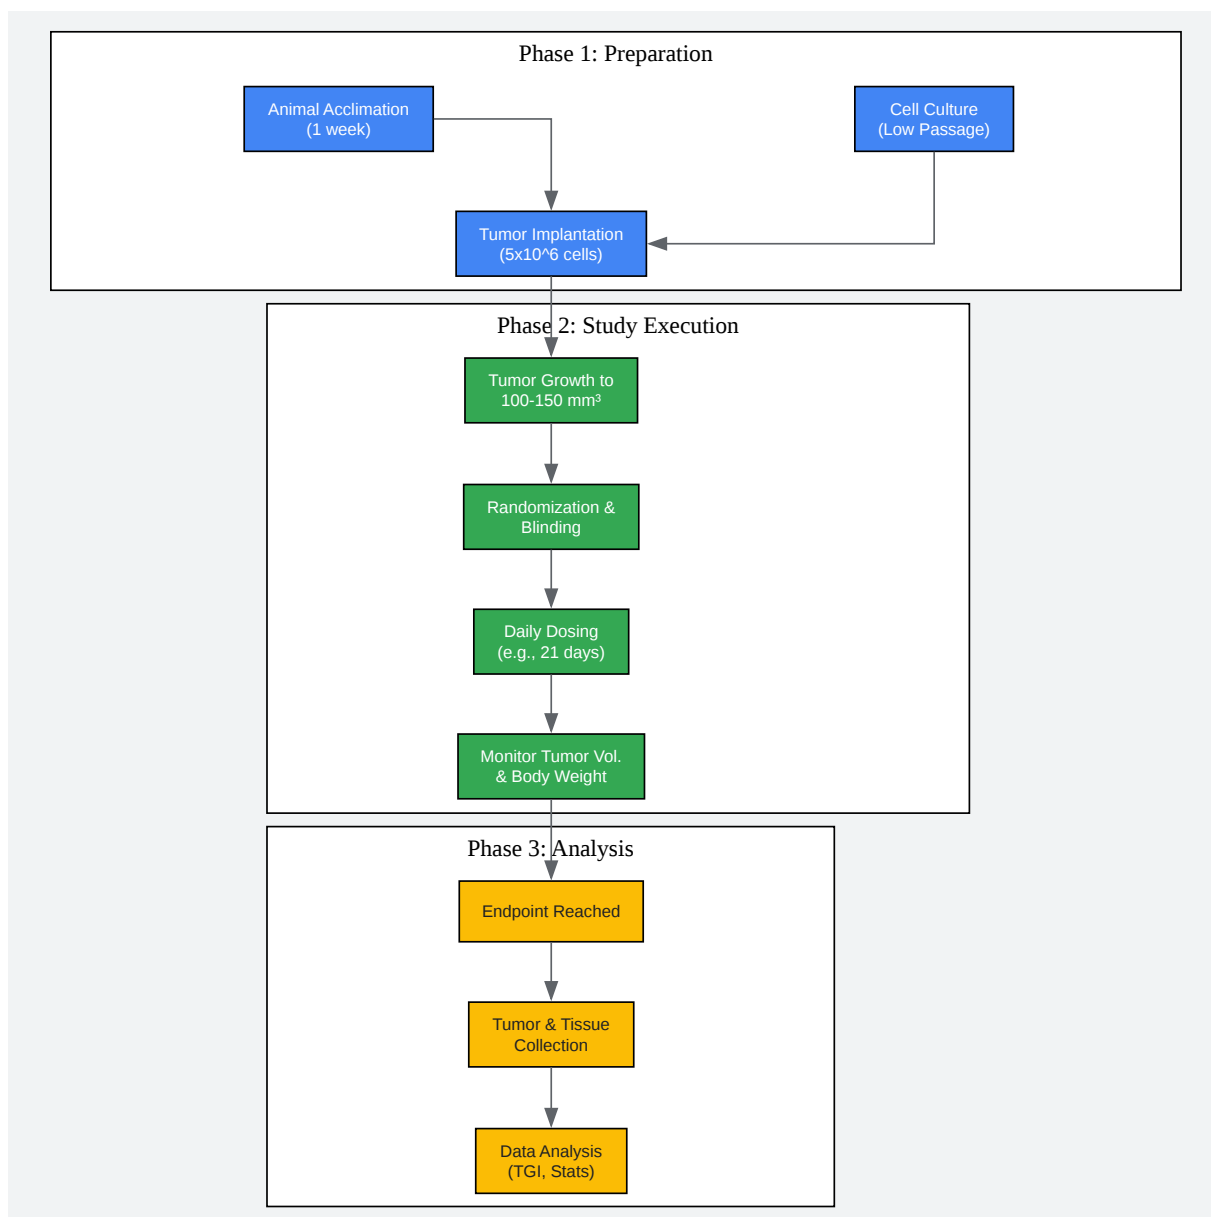 Phase 1: Preparation
Animal Acclimation
(1 week)
Cell Culture
(Low Passage)
Tumor Implantation
(5x10^6 cells)
Phase 2: Study Execution
Tumor Growth to
100-150 mm³
Randomization &
Blinding
Daily Dosing
(e.g., 21 days)
Monitor Tumor Vol.
& Body Weight
Phase 3: Analysis
Endpoint Reached
Tumor & Tissue
Collection
Data Analysis
(TGI, Stats)